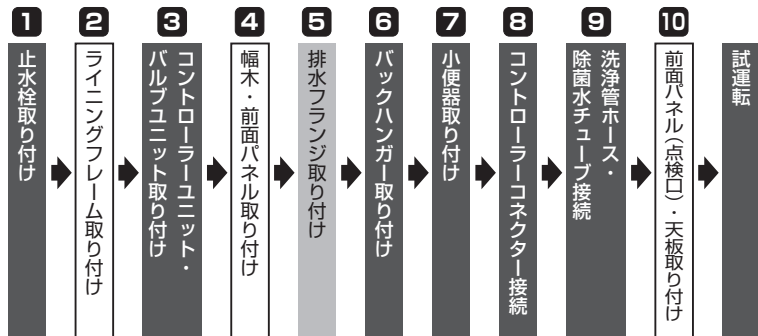 1
止水栓取り付け
2
ライニングフレーム取り付け
3
コントローラーユニット・
バルブユニット取り付け
4
幅木・前面パネル取り付け
5
排水フランジ取り付け
6
バックハンガー取り付け
7
小便器取り付け
8
コントローラーコネクター接続
9
洗浄管ホース・
除菌水チューブ接続
10
前面パネル(点検口)・天板取り付け
試運転